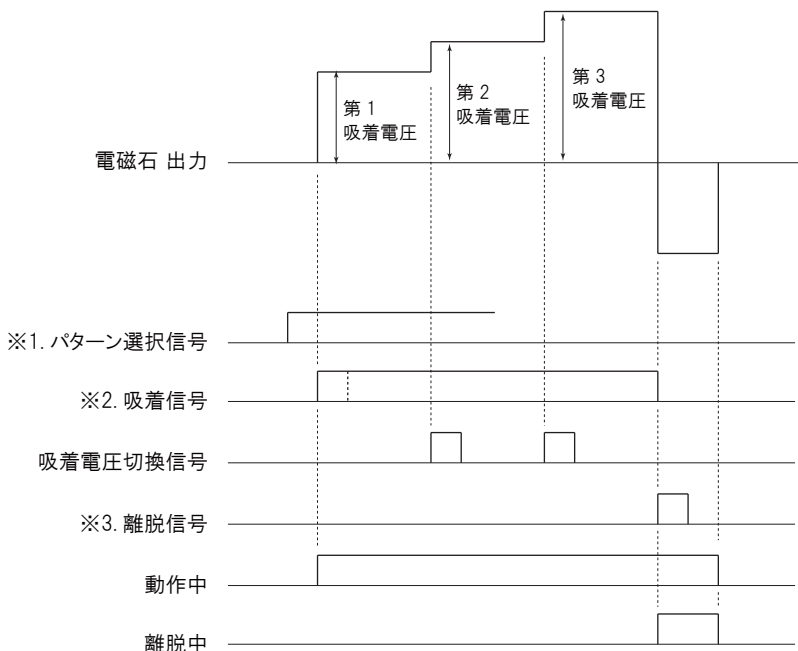 第 1
吸着電圧
第 2
吸着電圧
第 3
吸着電圧
電磁石 出力
※1. パターン選択信号
※2. 吸着信号
吸着電圧切換信号
※3. 離脱信号
動作中
離脱中